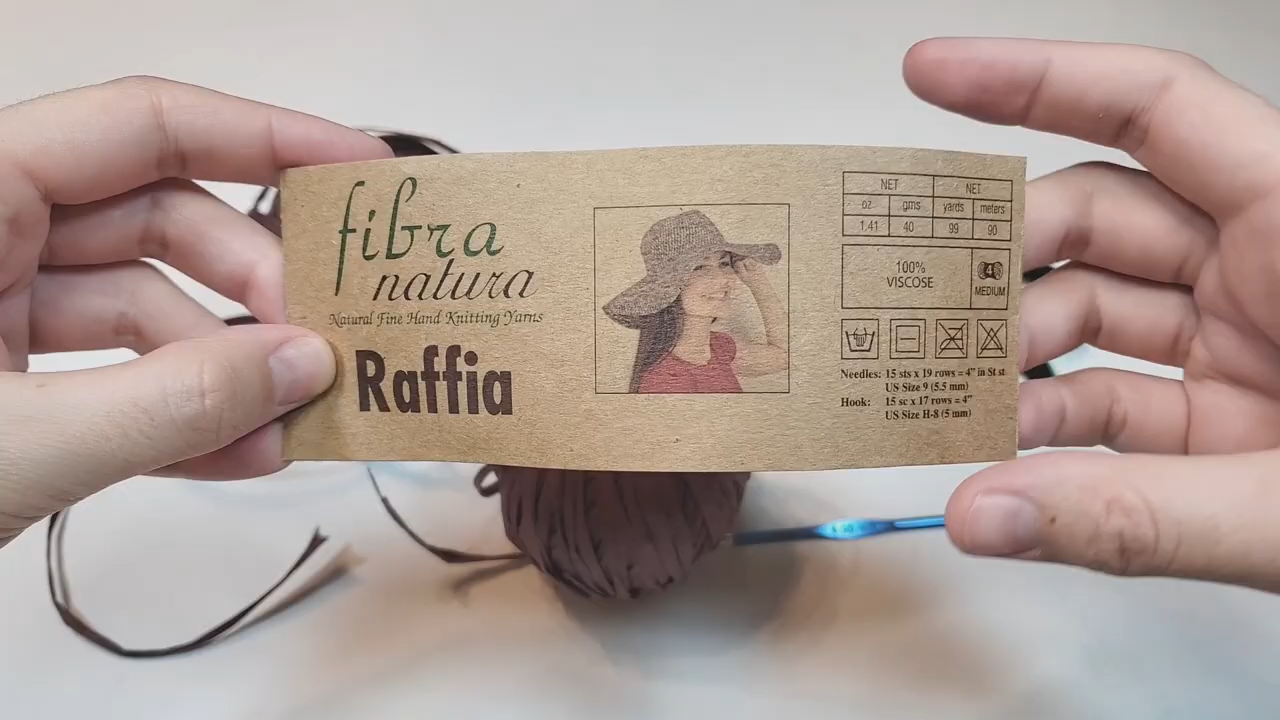 fibra
natura
Natural Fine Hand Knitting Yarns
Raffia
NET NET
oz gms yards meters
1.41 40 99 90
100%
VISCOSE
4
MEDIUM
Needles: 15 sts x 19 rows = 4" in St st
US Size 9 (5.5 mm)
Hook: 15 sc x 17 rows = 4"
US Size H-8 (5 mm)